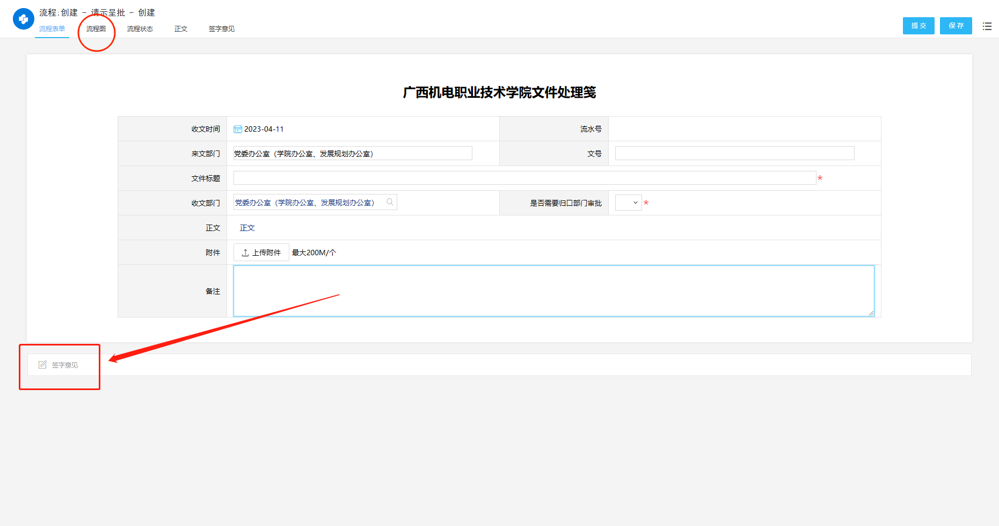 流程:创建 - 请示呈批 - 创建
流程表单 流程图 流程状态 正文 签字意见
提交 保存
广西机电职业技术学院文件处理笺
收文时间 2023-04-11 流水号
来文部门 党委办公室（学院办公室、发展规划办公室） 文号
文件标题 *
收文部门 党委办公室（学院办公室、发展规划办公室） 是否需要归口部门审批 *
正文 正文
附件 上传附件 最大200M/个
备注
签字意见